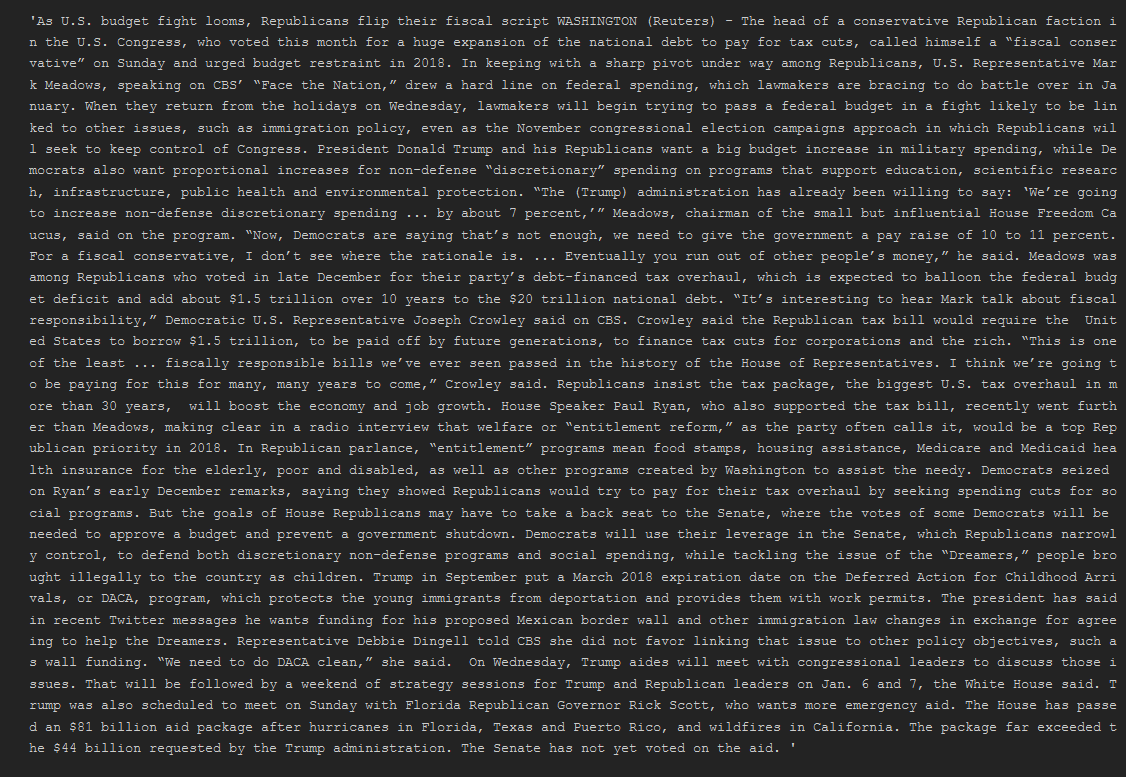 'As U.S. budget fight looms, Republicans flip their fiscal script WASHINGTON (Reuters) - The head of a conservative Republican faction i
n the U.S. Congress, who voted this month for a huge expansion of the national debt to pay for tax cuts, called himself a “fiscal conser
vative” on Sunday and urged budget restraint in 2018. In keeping with a sharp pivot under way among Republicans, U.S. Representative Mar
k Meadows, speaking on CBS’ “Face the Nation,” drew a hard line on federal spending, which lawmakers are bracing to do battle over in Ja
nuary. When they return from the holidays on Wednesday, lawmakers will begin trying to pass a federal budget in a fight likely to be lin
ked to other issues, such as immigration policy, even as the November congressional election campaigns approach in which Republicans wil
l seek to keep control of Congress. President Donald Trump and his Republicans want a big budget increase in military spending, while De
mocrats also want proportional increases for non-defense “discretionary” spending on programs that support education, scientific researc
h, infrastructure, public health and environmental protection. “The (Trump) administration has already been willing to say: ‘We’re going
to increase non-defense discretionary spending ... by about 7 percent,’” Meadows, chairman of the small but influential House Freedom Ca
ucus, said on the program. “Now, Democrats are saying that’s not enough, we need to give the government a pay raise of 10 to 11 percent.
For a fiscal conservative, I don’t see where the rationale is. ... Eventually you run out of other people’s money,” he said. Meadows was
among Republicans who voted in late December for their party’s debt-financed tax overhaul, which is expected to balloon the federal budg
et deficit and add about $1.5 trillion over 10 years to the $20 trillion national debt. “It’s interesting to hear Mark talk about fiscal
responsibility,” Democratic U.S. Representative Joseph Crowley said on CBS. Crowley said the Republican tax bill would require the  Unit
ed States to borrow $1.5 trillion, to be paid off by future generations, to finance tax cuts for corporations and the rich. “This is one
of the least ... fiscally responsible bills we’ve ever seen passed in the history of the House of Representatives. I think we’re going t
o be paying for this for many, many years to come,” Crowley said. Republicans insist the tax package, the biggest U.S. tax overhaul in m
ore than 30 years,  will boost the economy and job growth. House Speaker Paul Ryan, who also supported the tax bill, recently went furth
er than Meadows, making clear in a radio interview that welfare or “entitlement reform,” as the party often calls it, would be a top Rep
ublican priority in 2018. In Republican parlance, “entitlement” programs mean food stamps, housing assistance, Medicare and Medicaid hea
lth insurance for the elderly, poor and disabled, as well as other programs created by Washington to assist the needy. Democrats seized
on Ryan’s early December remarks, saying they showed Republicans would try to pay for their tax overhaul by seeking spending cuts for so
cial programs. But the goals of House Republicans may have to take a back seat to the Senate, where the votes of some Democrats will be
needed to approve a budget and prevent a government shutdown. Democrats will use their leverage in the Senate, which Republicans narrowl
y control, to defend both discretionary non-defense programs and social spending, while tackling the issue of the “Dreamers,” people bro
ught illegally to the country as children. Trump in September put a March 2018 expiration date on the Deferred Action for Childhood Arri
vals, or DACA, program, which protects the young immigrants from deportation and provides them with work permits. The president has said
in recent Twitter messages he wants funding for his proposed Mexican border wall and other immigration law changes in exchange for agree
ing to help the Dreamers. Representative Debbie Dingell told CBS she did not favor linking that issue to other policy objectives, such a
s wall funding. “We need to do DACA clean,” she said.  On Wednesday, Trump aides will meet with congressional leaders to discuss those i
ssues. That will be followed by a weekend of strategy sessions for Trump and Republican leaders on Jan. 6 and 7, the White House said. T
rump was also scheduled to meet on Sunday with Florida Republican Governor Rick Scott, who wants more emergency aid. The House has passe
d an $81 billion aid package after hurricanes in Florida, Texas and Puerto Rico, and wildfires in California. The package far exceeded t
he $44 billion requested by the Trump administration. The Senate has not yet voted on the aid. '